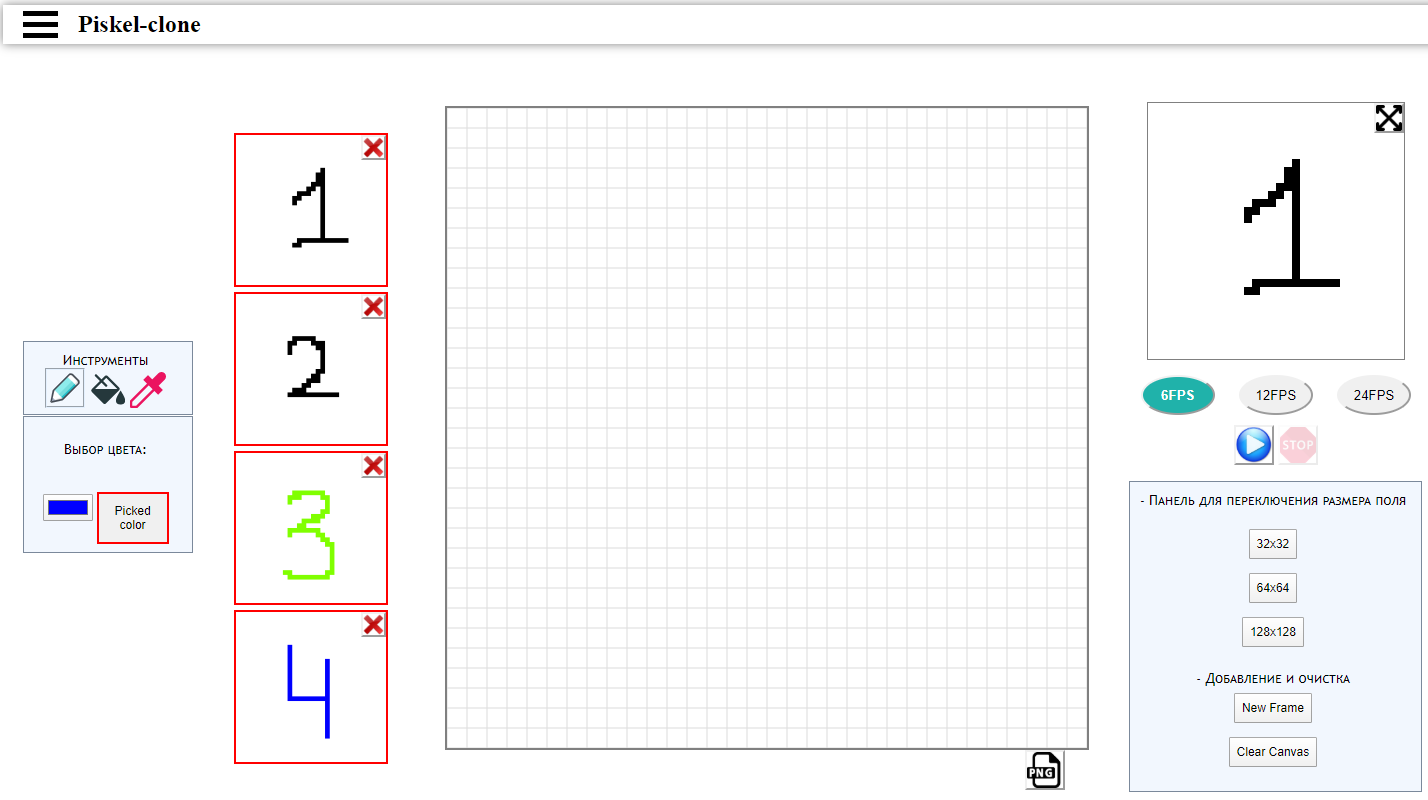 Piskel-clone
1
2
3
4
Инструменты
Выбор цвета:
Picked
color
PNG
1
6FPS 12FPS 24FPS
STOP
- Панель для переключения размера поля
32x32
64x64
128x128
- Добавление и очистка
New Frame
Clear Canvas